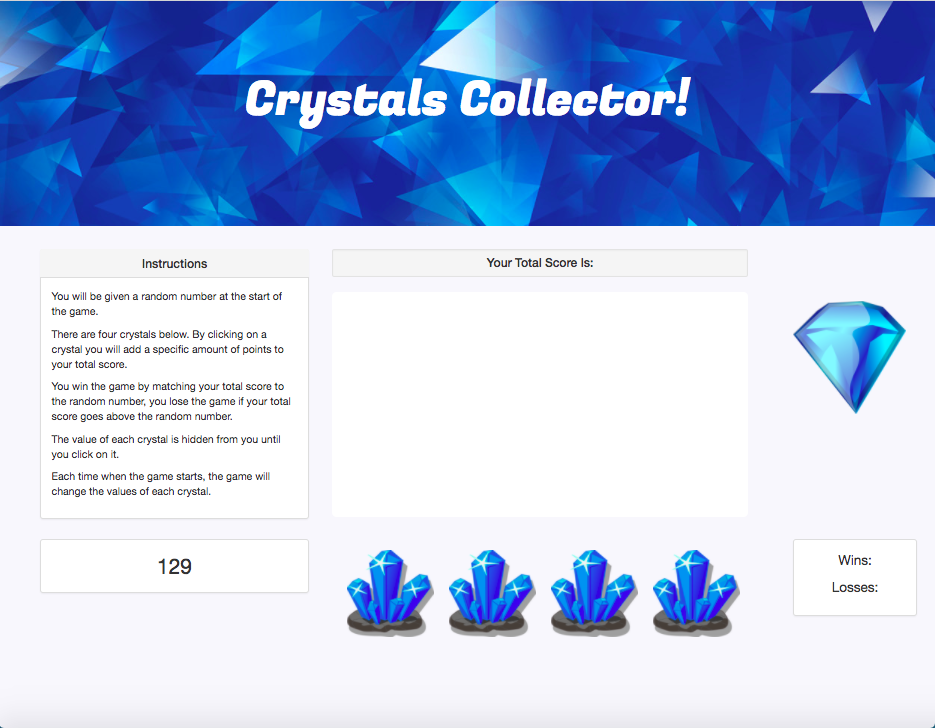 Crystals Collector!
Instructions
You will be given a random number at the start of
the game.
There are four crystals below. By clicking on a
crystal you will add a specific amount of points to
your total score.
You win the game by matching your total score to
the random number, you lose the game if your total
score goes above the random number.
The value of each crystal is hidden from you until
you click on it.
Each time when the game starts, the game will
change the values of each crystal.
129
Your Total Score Is:
Wins:
Losses: